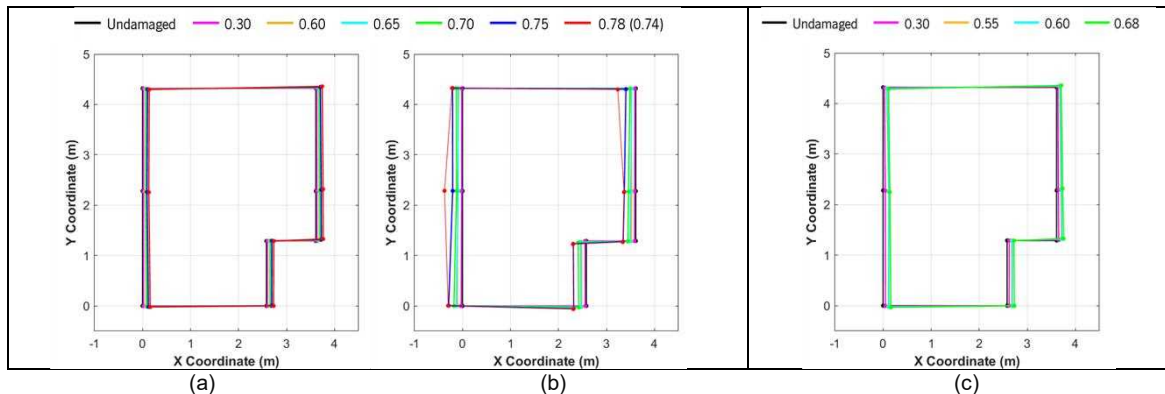 Undamaged 0.30 0.60 0.65 0.70 0.75 0.78 (0.74)
5
4
3
2
1
0
Y Coordinate (m)
-1 0 1 2 3 4
X Coordinate (m)
(a)
5
4
3
2
1
0
Y Coordinate (m)
-1 0 1 2 3 4
X Coordinate (m)
(b)
Undamaged 0.30 0.55 0.60 0.68
5
4
3
2
1
0
Y Coordinate (m)
-1 0 1 2 3 4
X Coordinate (m)
(c)